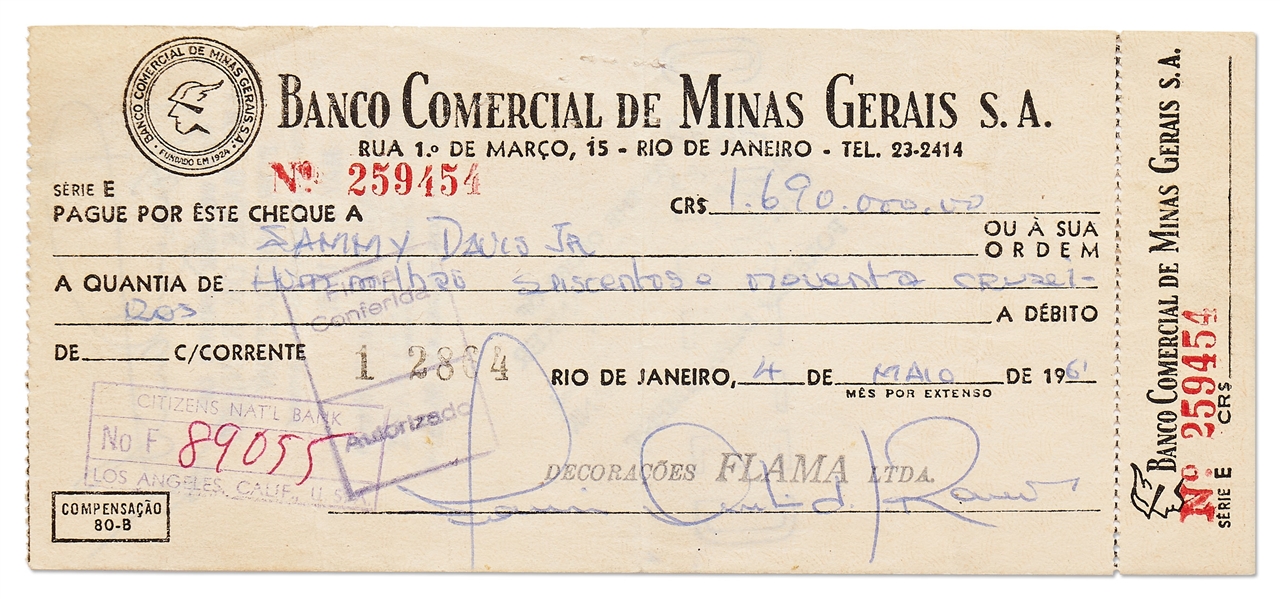 BANCO COMERCIAL DE MINAS GERAIS S.A.
FUNDADO EM 1924
BANCO COMERCIAL DE MINAS GERAIS S.A.
RUA 1.º DE MARÇO, 15 - RIO DE JANEIRO - TEL. 23-2414
Nº 259454
SÉRIE E
CR$ 1.690.000.00
PAGUE POR ÊSTE CHEQUE A
SAMMY DAVIS JR
OU À SUA
ORDEM
A QUANTIA DE Hum milhão seiscentos e noventa cruzei-
ros
A DÉBITO
Firma
Conferida
DE C/CORRENTE
1 2864
RIO DE JANEIRO, 4 DE MAIO DE 196
MÊS POR EXTENSO
Autorizado
CITIZENS NAT'L BANK
No F 89055
LOS ANGELES, CALIF., U.S.A.
DECORAÇÕES FLAMA LTDA.
COMPENSAÇÃO
80-B
BANCO COMERCIAL DE MINAS GERAIS S.A.
Nº 259454
SÉRIE E CR$